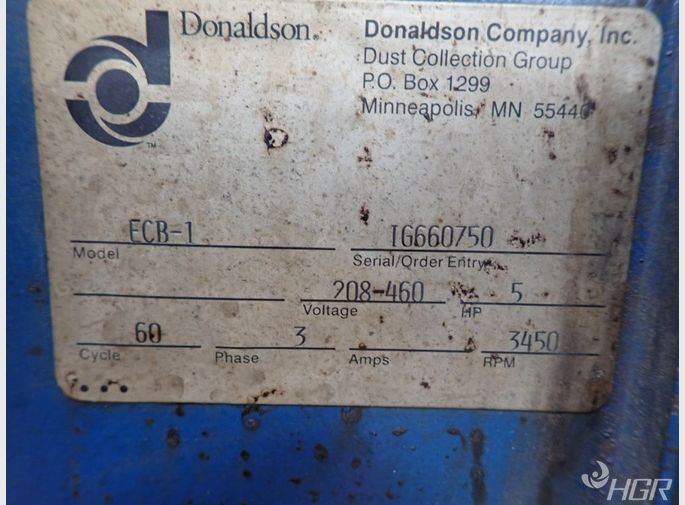 Donaldson®
Donaldson Company, Inc.
Dust Collection Group
P.O. Box 1299
Minneapolis, MN 55440
TM
ECB-1
Model
IG660750
Serial/Order Entry
208-460
Voltage
5
HP
60
Cycle
3
Phase
Amps
3450
RPM
HGR